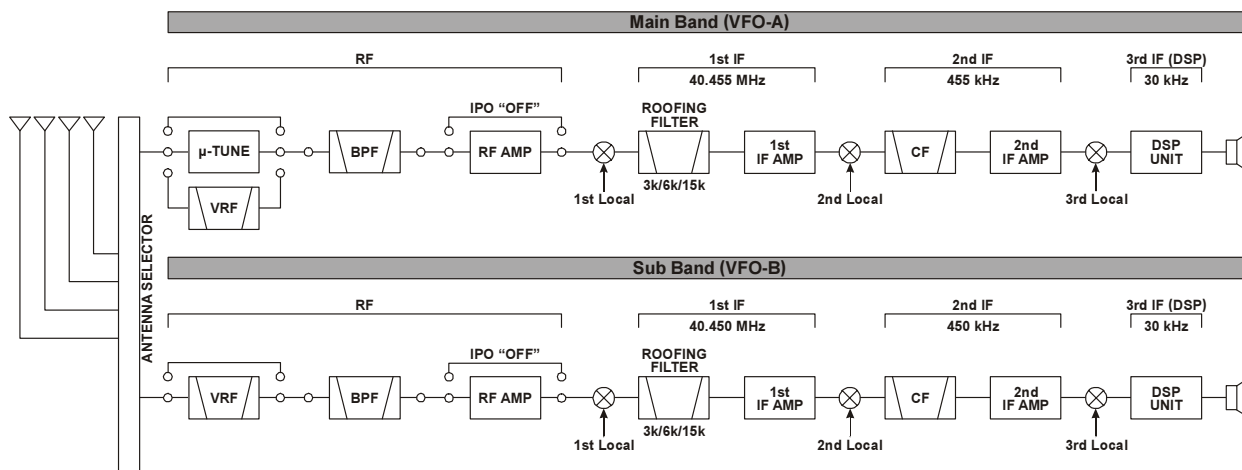 Main Band (VFO-A)
RF
1st IF
2nd IF
3rd IF (DSP)
40.455 MHz
455 kHz
30 kHz
IPO “OFF”
ROOFING
FILTER
µ-TUNE
BPF
RF AMP
1st
IF AMP
CF
2nd
IF AMP
DSP
UNIT
3k/6k/15k
1st Local
2nd Local
3rd Local
VRF
ANTENNA SELECTOR
Sub Band (VFO-B)
RF
1st IF
2nd IF
3rd IF (DSP)
40.450 MHz
450 kHz
30 kHz
IPO “OFF”
ROOFING
FILTER
VRF
BPF
RF AMP
1st
IF AMP
CF
2nd
IF AMP
DSP
UNIT
3k/6k/15k
1st Local
2nd Local
3rd Local